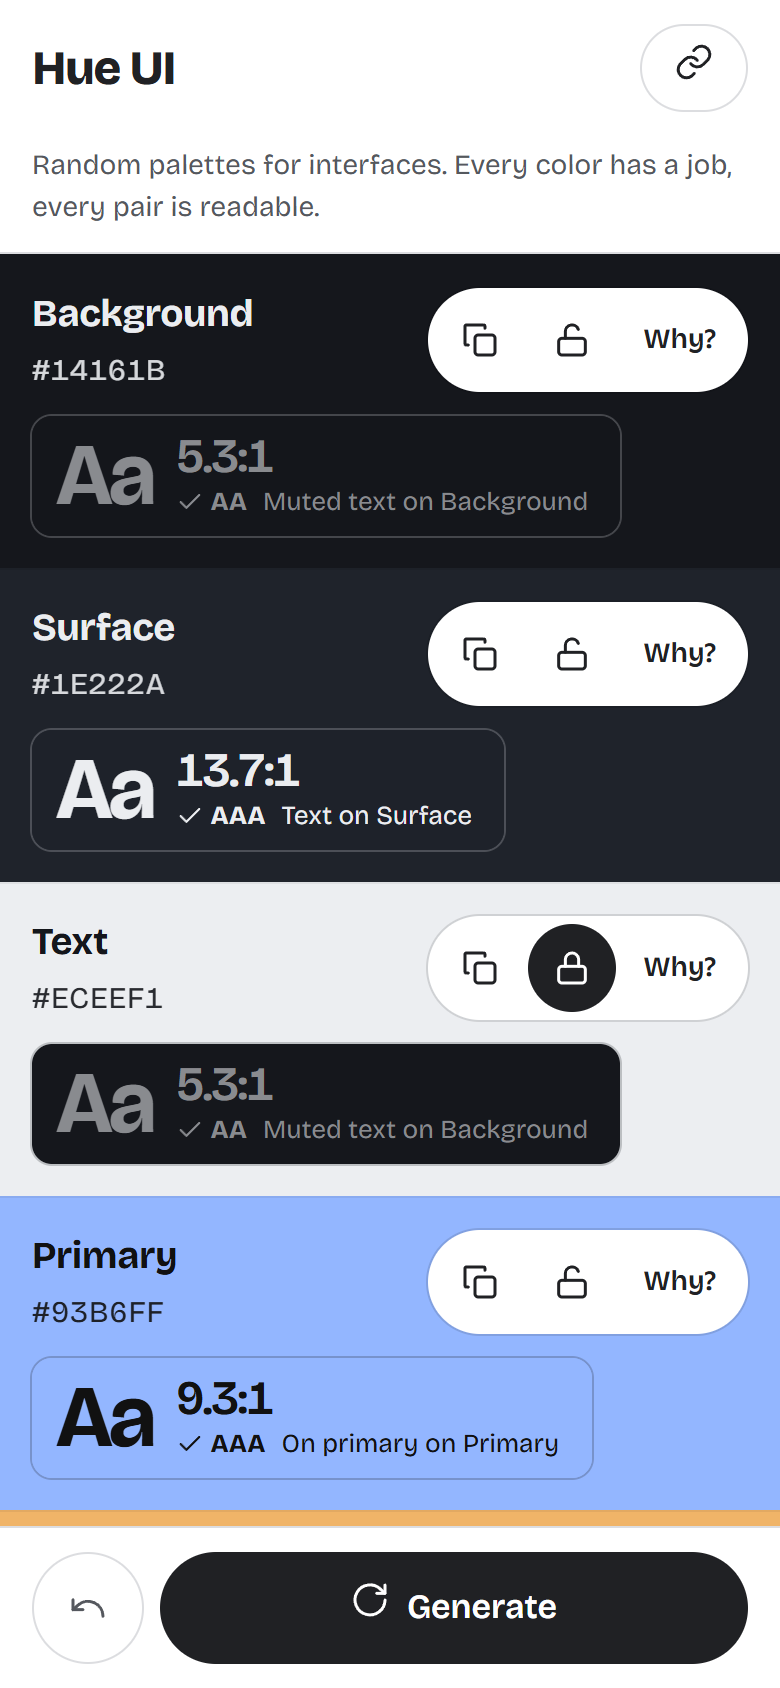 Hue UI
Random palettes for interfaces. Every color has a job,
every pair is readable.
Background
#14161B
Why?
Aa
5.3:1
AA Muted text on Background
Surface
#1E222A
Why?
Aa
13.7:1
AAA Text on Surface
Text
#ECEEF1
Why?
Aa
5.3:1
AA Muted text on Background
Primary
#93B6FF
Why?
Aa
9.3:1
AAA On primary on Primary
Generate